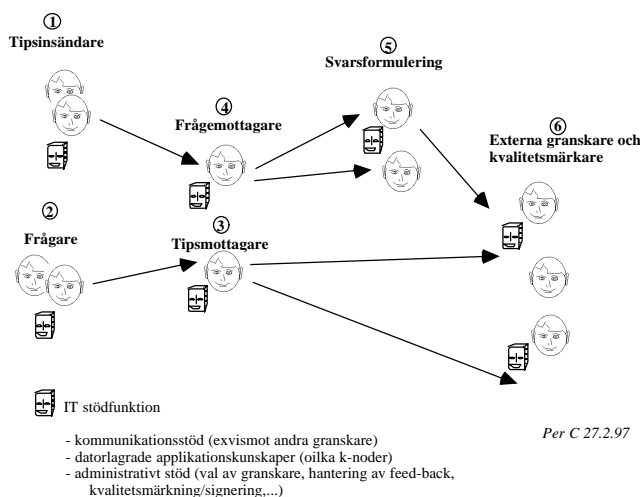 1
Tipsinsändare
5
Svarsformulering
4
Frågemottagare
6
Externa granskare och
kvalitetsmärkare
2
Frågare
3
Tipsmottagare
IT stödfunktion
- kommunikationsstöd (exvismot andra granskare)
- datorlagrade applikationskunskaper (oilka k-noder)
- administrativt stöd (val av granskare, hantering av feed-back,
kvalitetsmärkning/signering,...)
Per C 27.2.97